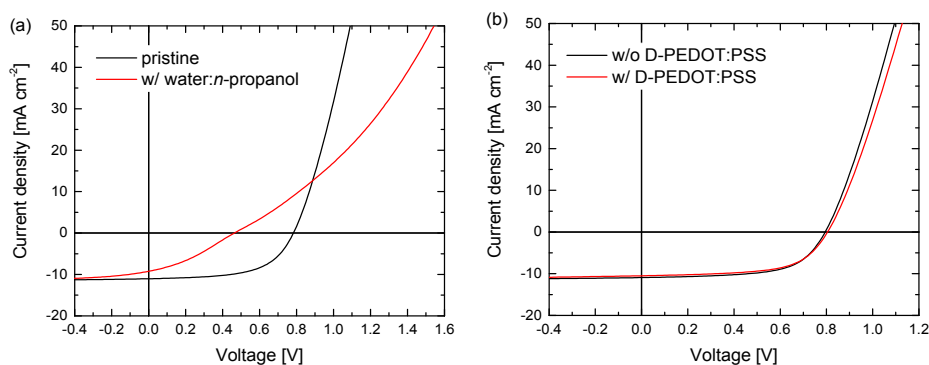 (a)
50
40
30
20
10
0
-10
-20
Current density [mA cm⁻²]
pristine
w/ water:n-propanol
-0.4 -0.2 0.0 0.2 0.4 0.6 0.8 1.0 1.2 1.4 1.6
Voltage [V]
(b)
50
40
30
20
10
0
-10
-20
Current density [mA cm⁻²]
w/o D-PEDOT:PSS
w/ D-PEDOT:PSS
-0.4 -0.2 0.0 0.2 0.4 0.6 0.8 1.0 1.2
Voltage [V]